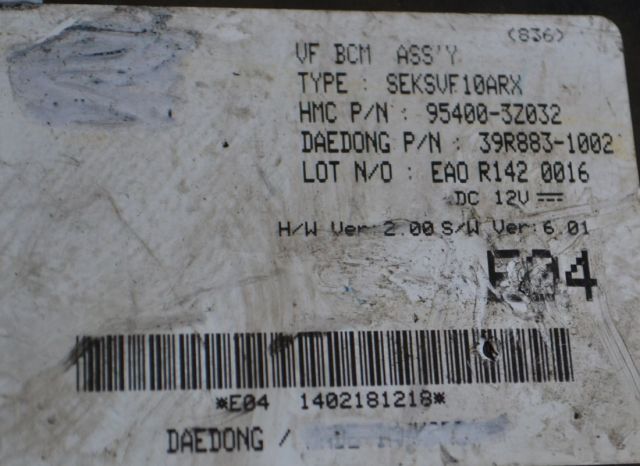 (836)
VF BCM ASS'Y
TYPE : SEKSVF10ARX
HMC P/N : 95400-3Z032
DAEDONG P/N : 39R883-1002
LOT N/O : EAO R142 0016
DC 12V
H/W Ver: 2.00 S/W Ver: 6.01
E04
*E04 1402181218*
DAEDONG /